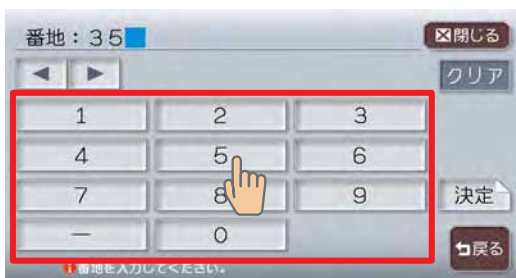 番地：35
☒閉じる
◀ ▶
クリア
1 2 3
4 5 6
7 8 9
決定
－ 0
戻る
番地を入力してください。